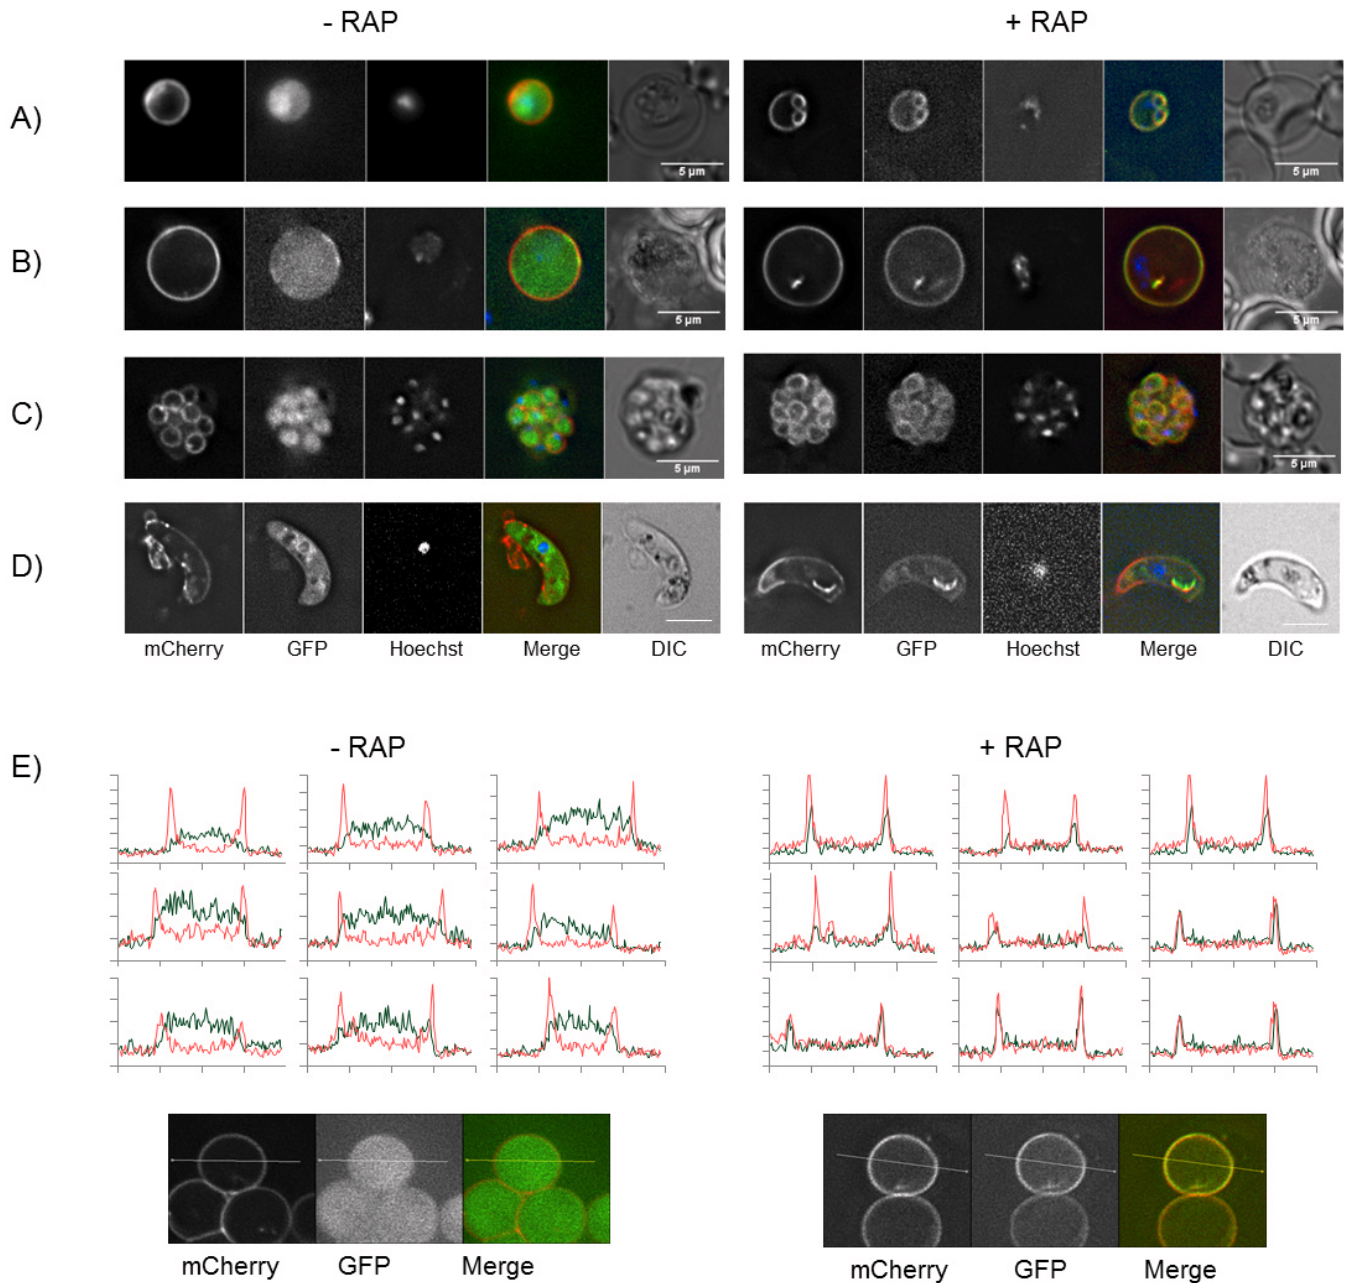 - RAP + RAP
A)
5 µm 5 µm
B)
5 µm 5 µm
C)
5 µm 5 µm
D)
mCherry GFP Hoechst Merge DIC mCherry GFP Hoechst Merge DIC
- RAP + RAP
E)
mCherry GFP Merge mCherry GFP Merge